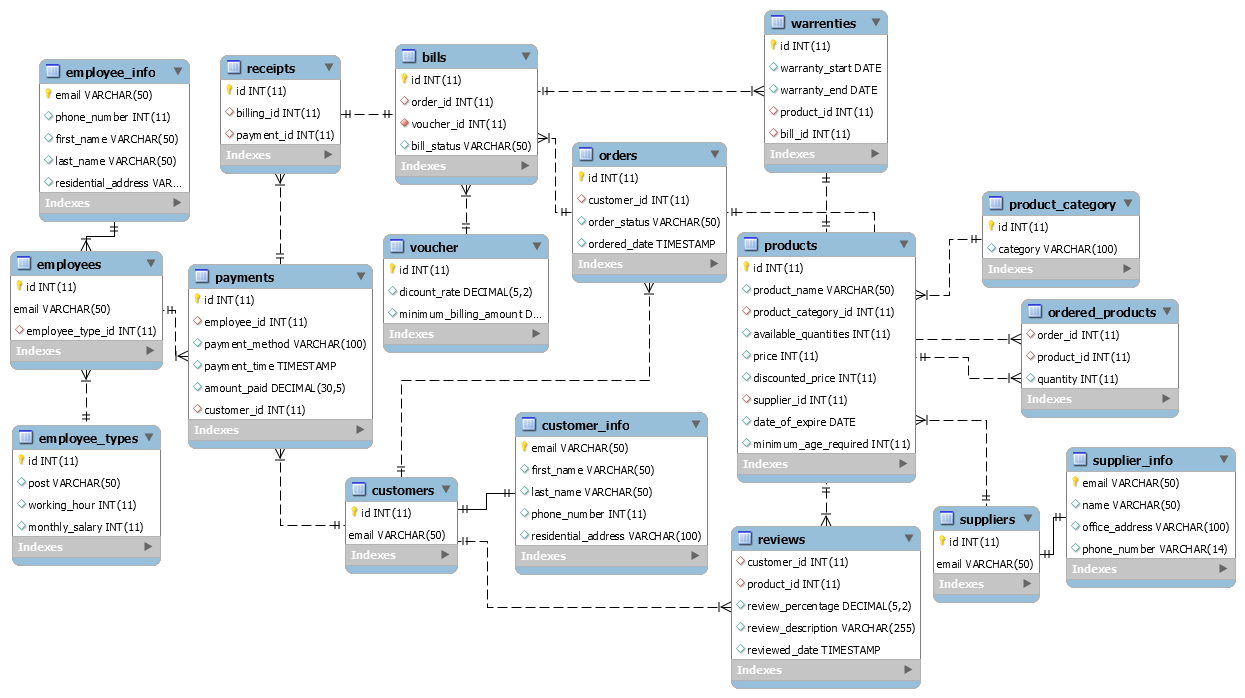 employee_info
email VARCHAR(50)
phone_number INT(11)
first_name VARCHAR(50)
last_name VARCHAR(50)
residential_address VAR...
Indexes
receipts
id INT(11)
billing_id INT(11)
payment_id INT(11)
Indexes
bills
id INT(11)
order_id INT(11)
voucher_id INT(11)
bill_status VARCHAR(50)
Indexes
warrenties
id INT(11)
warranty_start DATE
warranty_end DATE
product_id INT(11)
bill_id INT(11)
Indexes
orders
id INT(11)
customer_id INT(11)
order_status VARCHAR(50)
ordered_date TIMESTAMP
Indexes
product_category
id INT(11)
category VARCHAR(100)
Indexes
employees
id INT(11)
email VARCHAR(50)
employee_type_id INT(11)
Indexes
payments
id INT(11)
employee_id INT(11)
payment_method VARCHAR(100)
payment_time TIMESTAMP
amount_paid DECIMAL(30,5)
customer_id INT(11)
Indexes
voucher
id INT(11)
dicount_rate DECIMAL(5,2)
minimum_billing_amount D...
Indexes
products
id INT(11)
product_name VARCHAR(50)
product_category_id INT(11)
available_quantities INT(11)
price INT(11)
discounted_price INT(11)
supplier_id INT(11)
date_of_expire DATE
minimum_age_required INT(11)
Indexes
ordered_products
order_id INT(11)
product_id INT(11)
quantity INT(11)
Indexes
employee_types
id INT(11)
post VARCHAR(50)
working_hour INT(11)
monthly_salary INT(11)
Indexes
customers
id INT(11)
email VARCHAR(50)
Indexes
customer_info
email VARCHAR(50)
first_name VARCHAR(50)
last_name VARCHAR(50)
phone_number INT(11)
residential_address VARCHAR(100)
Indexes
reviews
customer_id INT(11)
product_id INT(11)
review_percentage DECIMAL(5,2)
review_description VARCHAR(255)
reviewed_date TIMESTAMP
Indexes
suppliers
id INT(11)
email VARCHAR(50)
Indexes
supplier_info
email VARCHAR(50)
name VARCHAR(50)
office_address VARCHAR(100)
phone_number VARCHAR(14)
Indexes